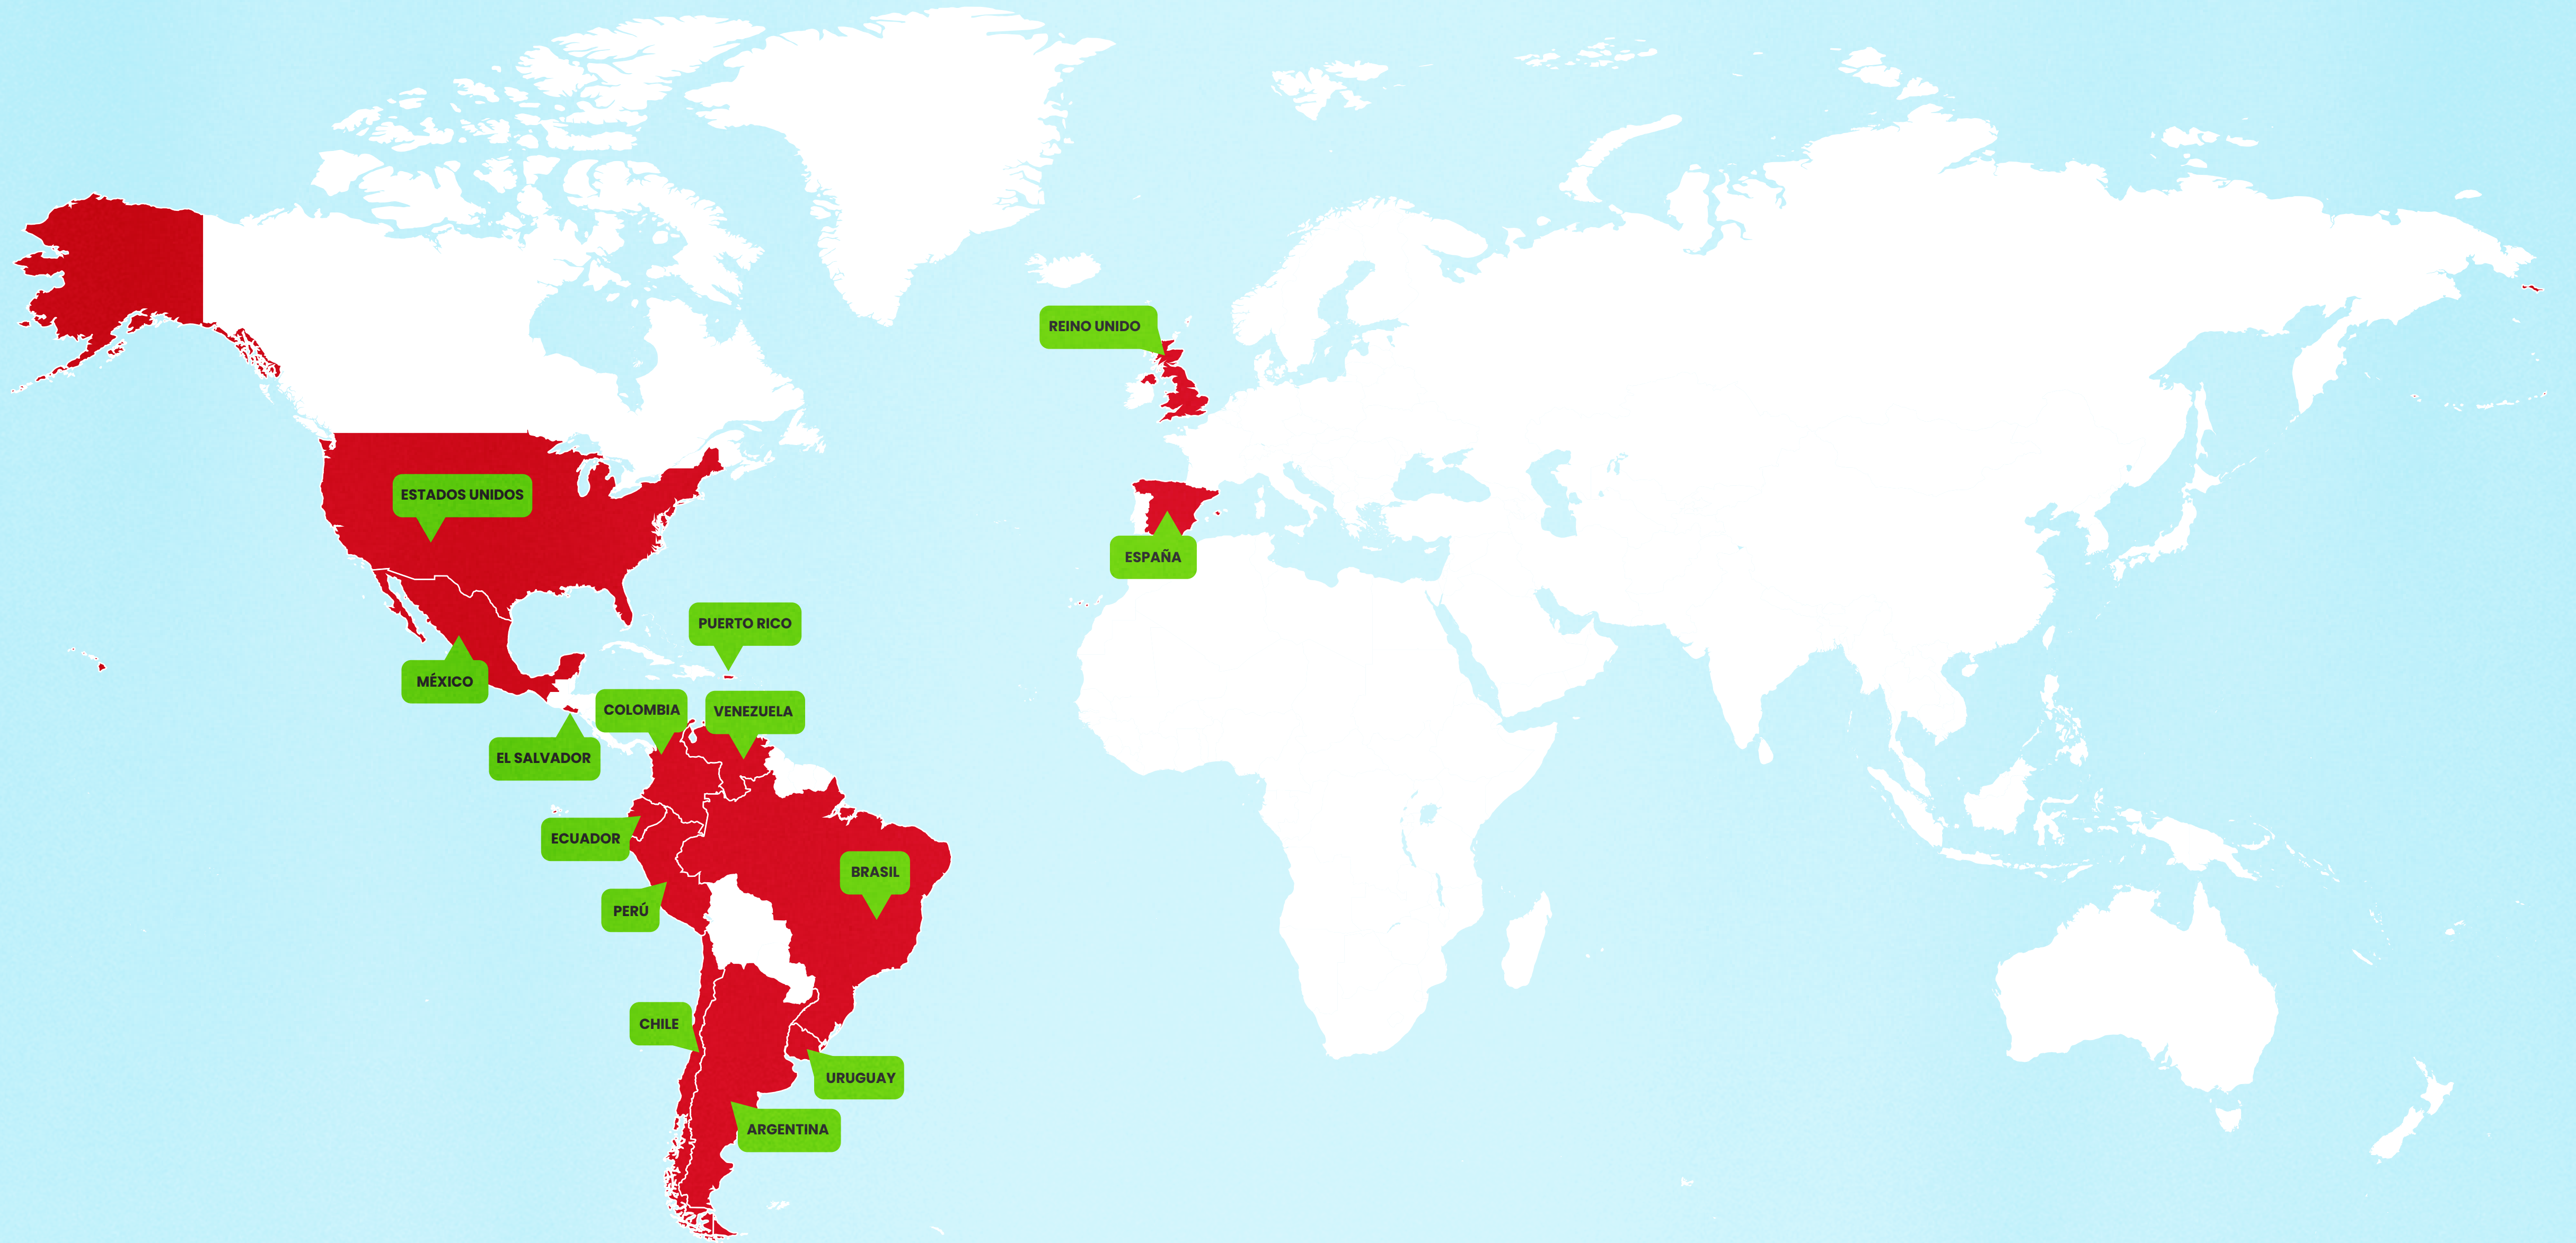 REINO UNIDO
ESTADOS UNIDOS
ESPAÑA
PUERTO RICO
MÉXICO
COLOMBIA
VENEZUELA
EL SALVADOR
ECUADOR
BRASIL
PERÚ
CHILE
URUGUAY
ARGENTINA